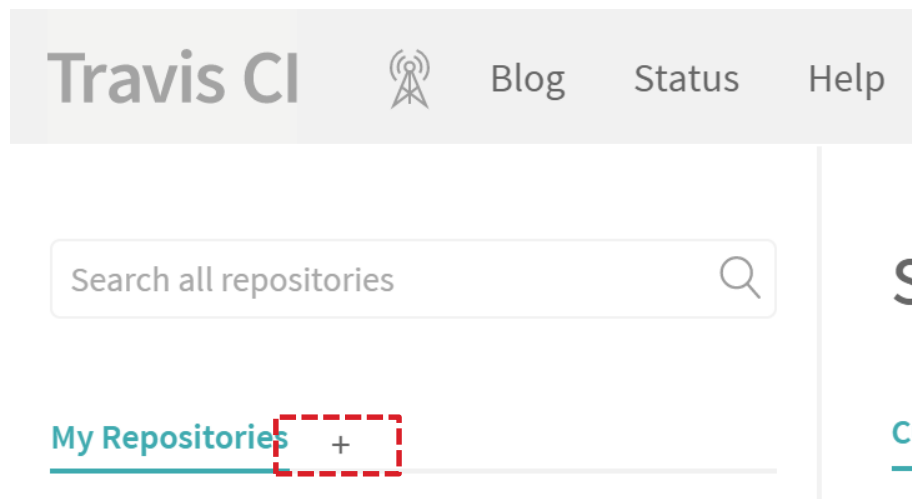 Travis CI Blog Status Help
Search all repositories
My Repositories +